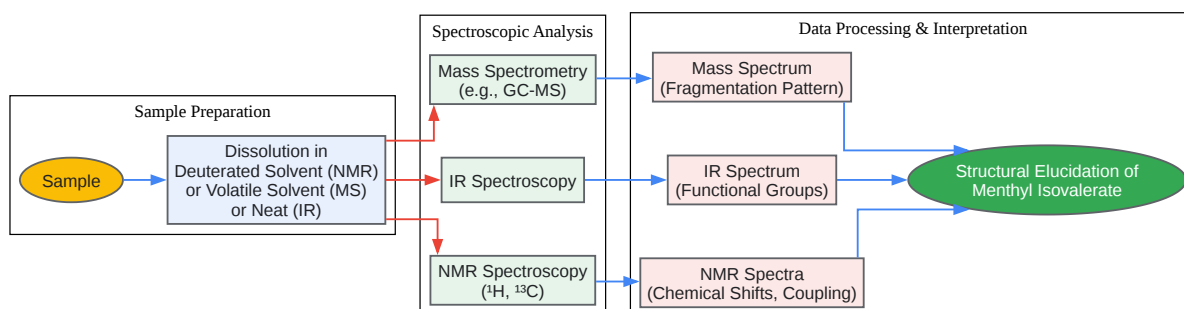 Sample Preparation
Sample
Dissolution in
Deuterated Solvent (NMR)
or Volatile Solvent (MS)
or Neat (IR)
Spectroscopic Analysis
Mass Spectrometry
(e.g., GC-MS)
IR Spectroscopy
NMR Spectroscopy
(¹H, ¹³C)
Data Processing & Interpretation
Mass Spectrum
(Fragmentation Pattern)
IR Spectrum
(Functional Groups)
NMR Spectra
(Chemical Shifts, Coupling)
Structural Elucidation of
Menthyl Isovalerate